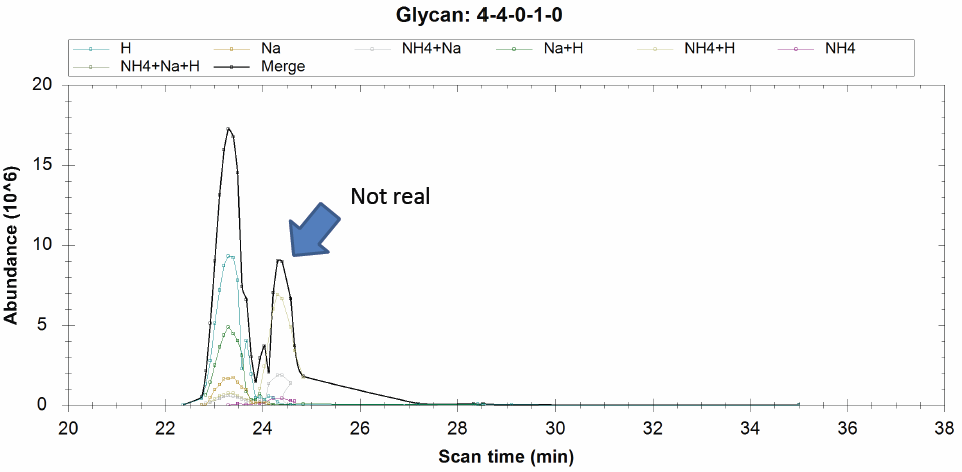 Glycan: 4-4-0-1-0
H Na NH4+Na Na+H NH4+H NH4
NH4+Na+H Merge
Not real
Abundance (10^6)
20
15
10
5
0
20 22 24 26 28 30 32 34 36 38
Scan time (min)